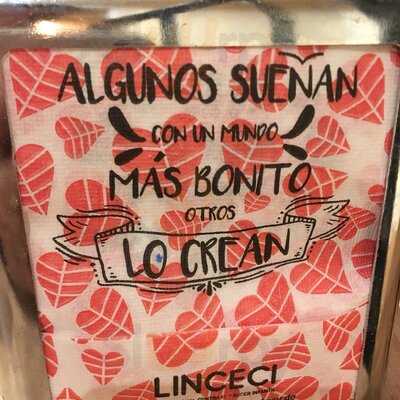 ALGUNOS SUEÑAN
CON UN MUNDO
MÁS BONITO
OTROS
LO CREAN
LINCECI